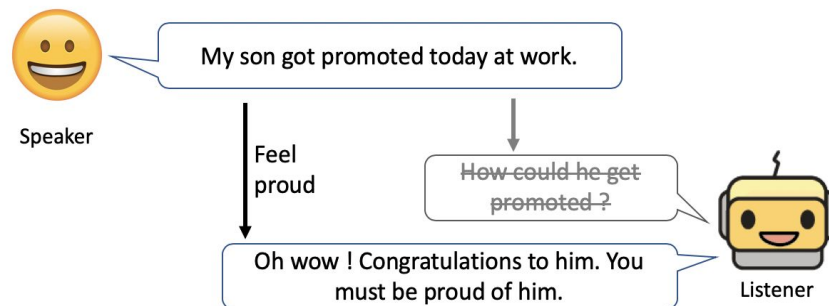 My son got promoted today at work.
Speaker
Feel
proud
How could he get
promoted ?
Oh wow ! Congratulations to him. You
must be proud of him.
Listener